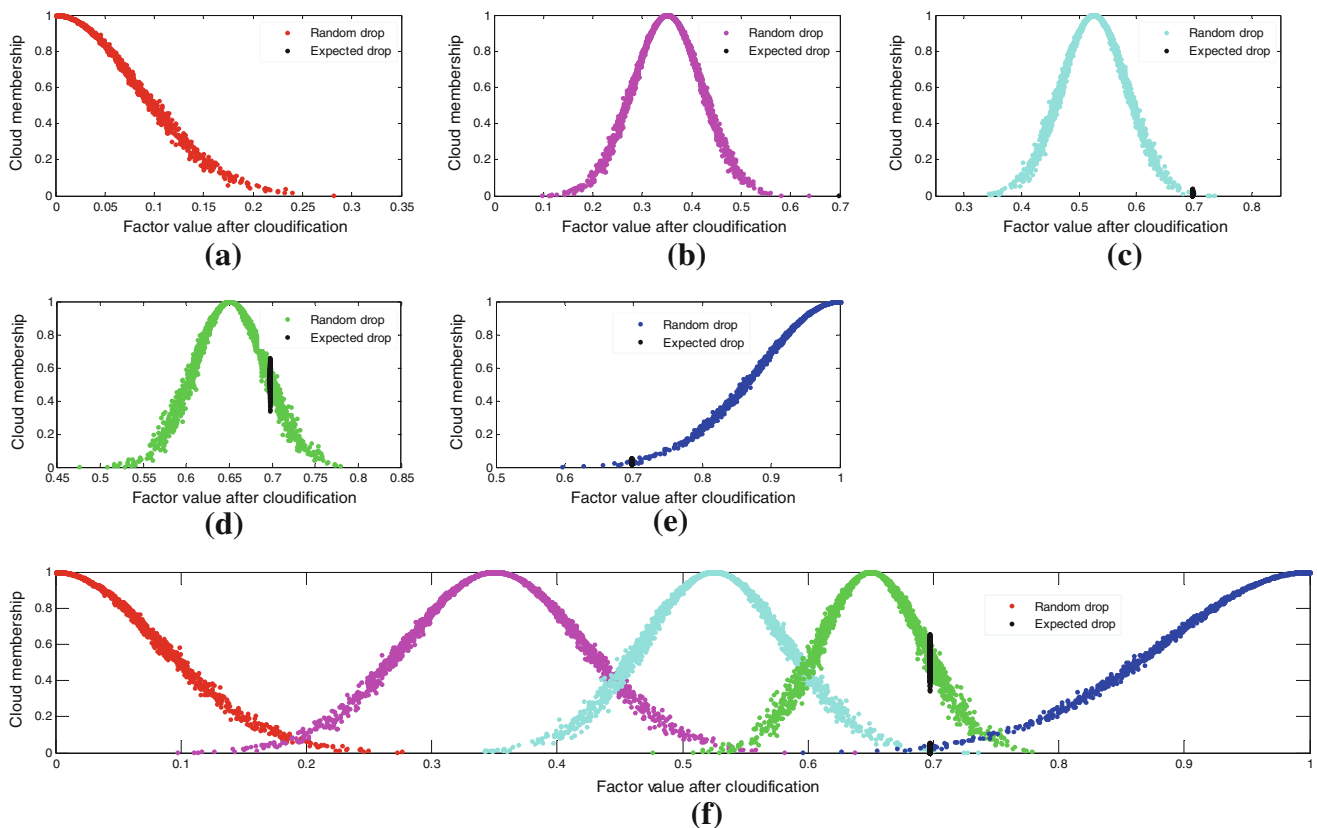 1
0.8
0.6
0.4
0.2
0
Cloud membership
Random drop
Expected drop
0 0.05 0.1 0.15 0.2 0.25 0.3 0.35
Factor value after cloudification
(a)
1
0.8
0.6
0.4
0.2
0
Cloud membership
Random drop
Expected drop
0 0.1 0.2 0.3 0.4 0.5 0.6 0.7
Factor value after cloudification
(b)
1
0.8
0.6
0.4
0.2
0
Cloud membership
Random drop
Expected drop
0.3 0.4 0.5 0.6 0.7 0.8
Factor value after cloudification
(c)
1
0.8
0.6
0.4
0.2
0
Cloud membership
Random drop
Expected drop
0.45 0.5 0.55 0.6 0.65 0.7 0.75 0.8 0.85
Factor value after cloudification
(d)
1
0.8
0.6
0.4
0.2
0
Cloud membership
Random drop
Expected drop
0.5 0.6 0.7 0.8 0.9 1
Factor value after cloudification
(e)
1
0.8
0.6
0.4
0.2
0
Cloud membership
Random drop
Expected drop
0 0.1 0.2 0.3 0.4 0.5 0.6 0.7 0.8 0.9 1
Factor value after cloudification
(f)